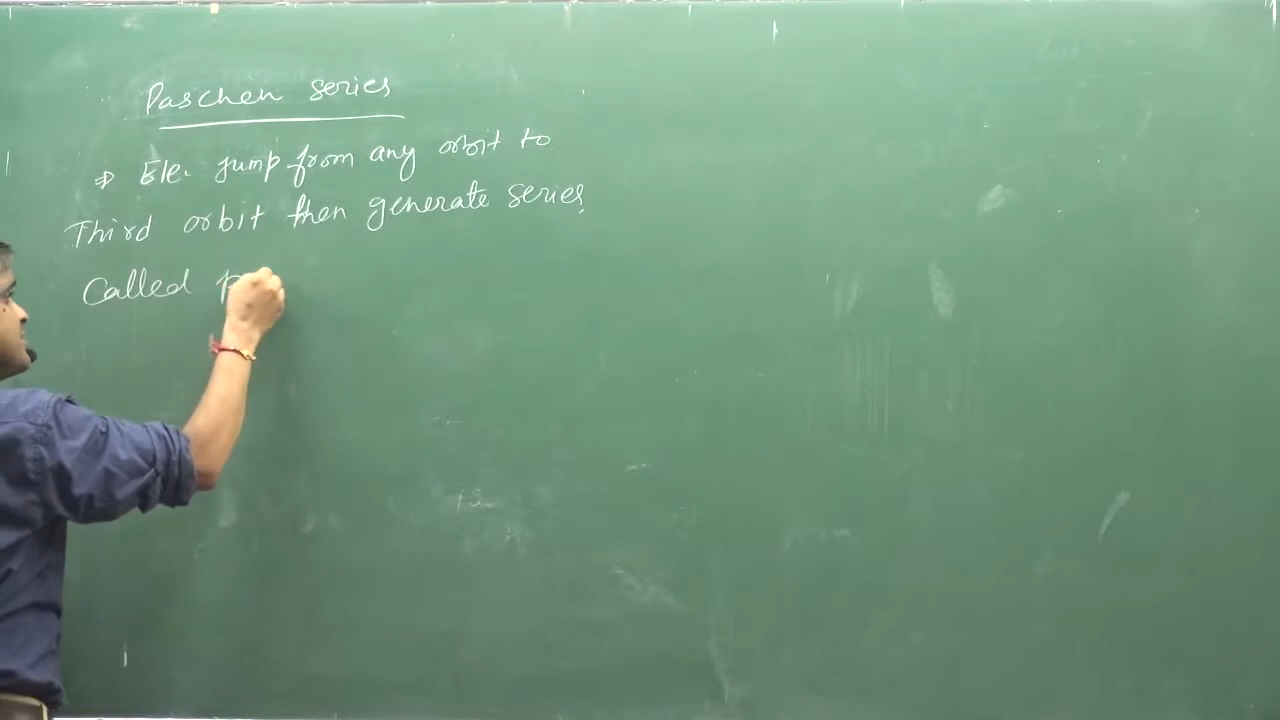 Paschen series
⇒ Ele. jump from any orbit to
Third orbit then generate series,
Called